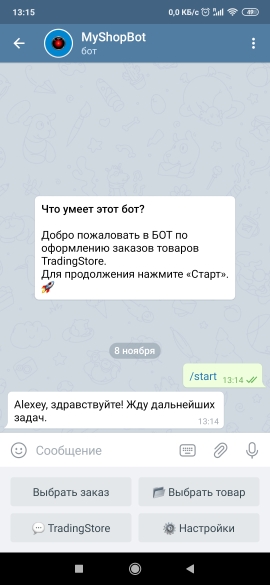 13:15
0,0 КБ/с
MyShopBot
бот
Что умеет этот бот?
Добро пожаловать в БОТ по
оформлению заказов товаров
TradingStore.
Для продолжения нажмите «Старт».
🚀
8 ноября
/start 13:14
Alexey, здравствуйте! Жду дальнейших
задач.
13:14
Сообщение
Выбрать заказ
📂 Выбрать товар
💬 TradingStore
⚙ Настройки